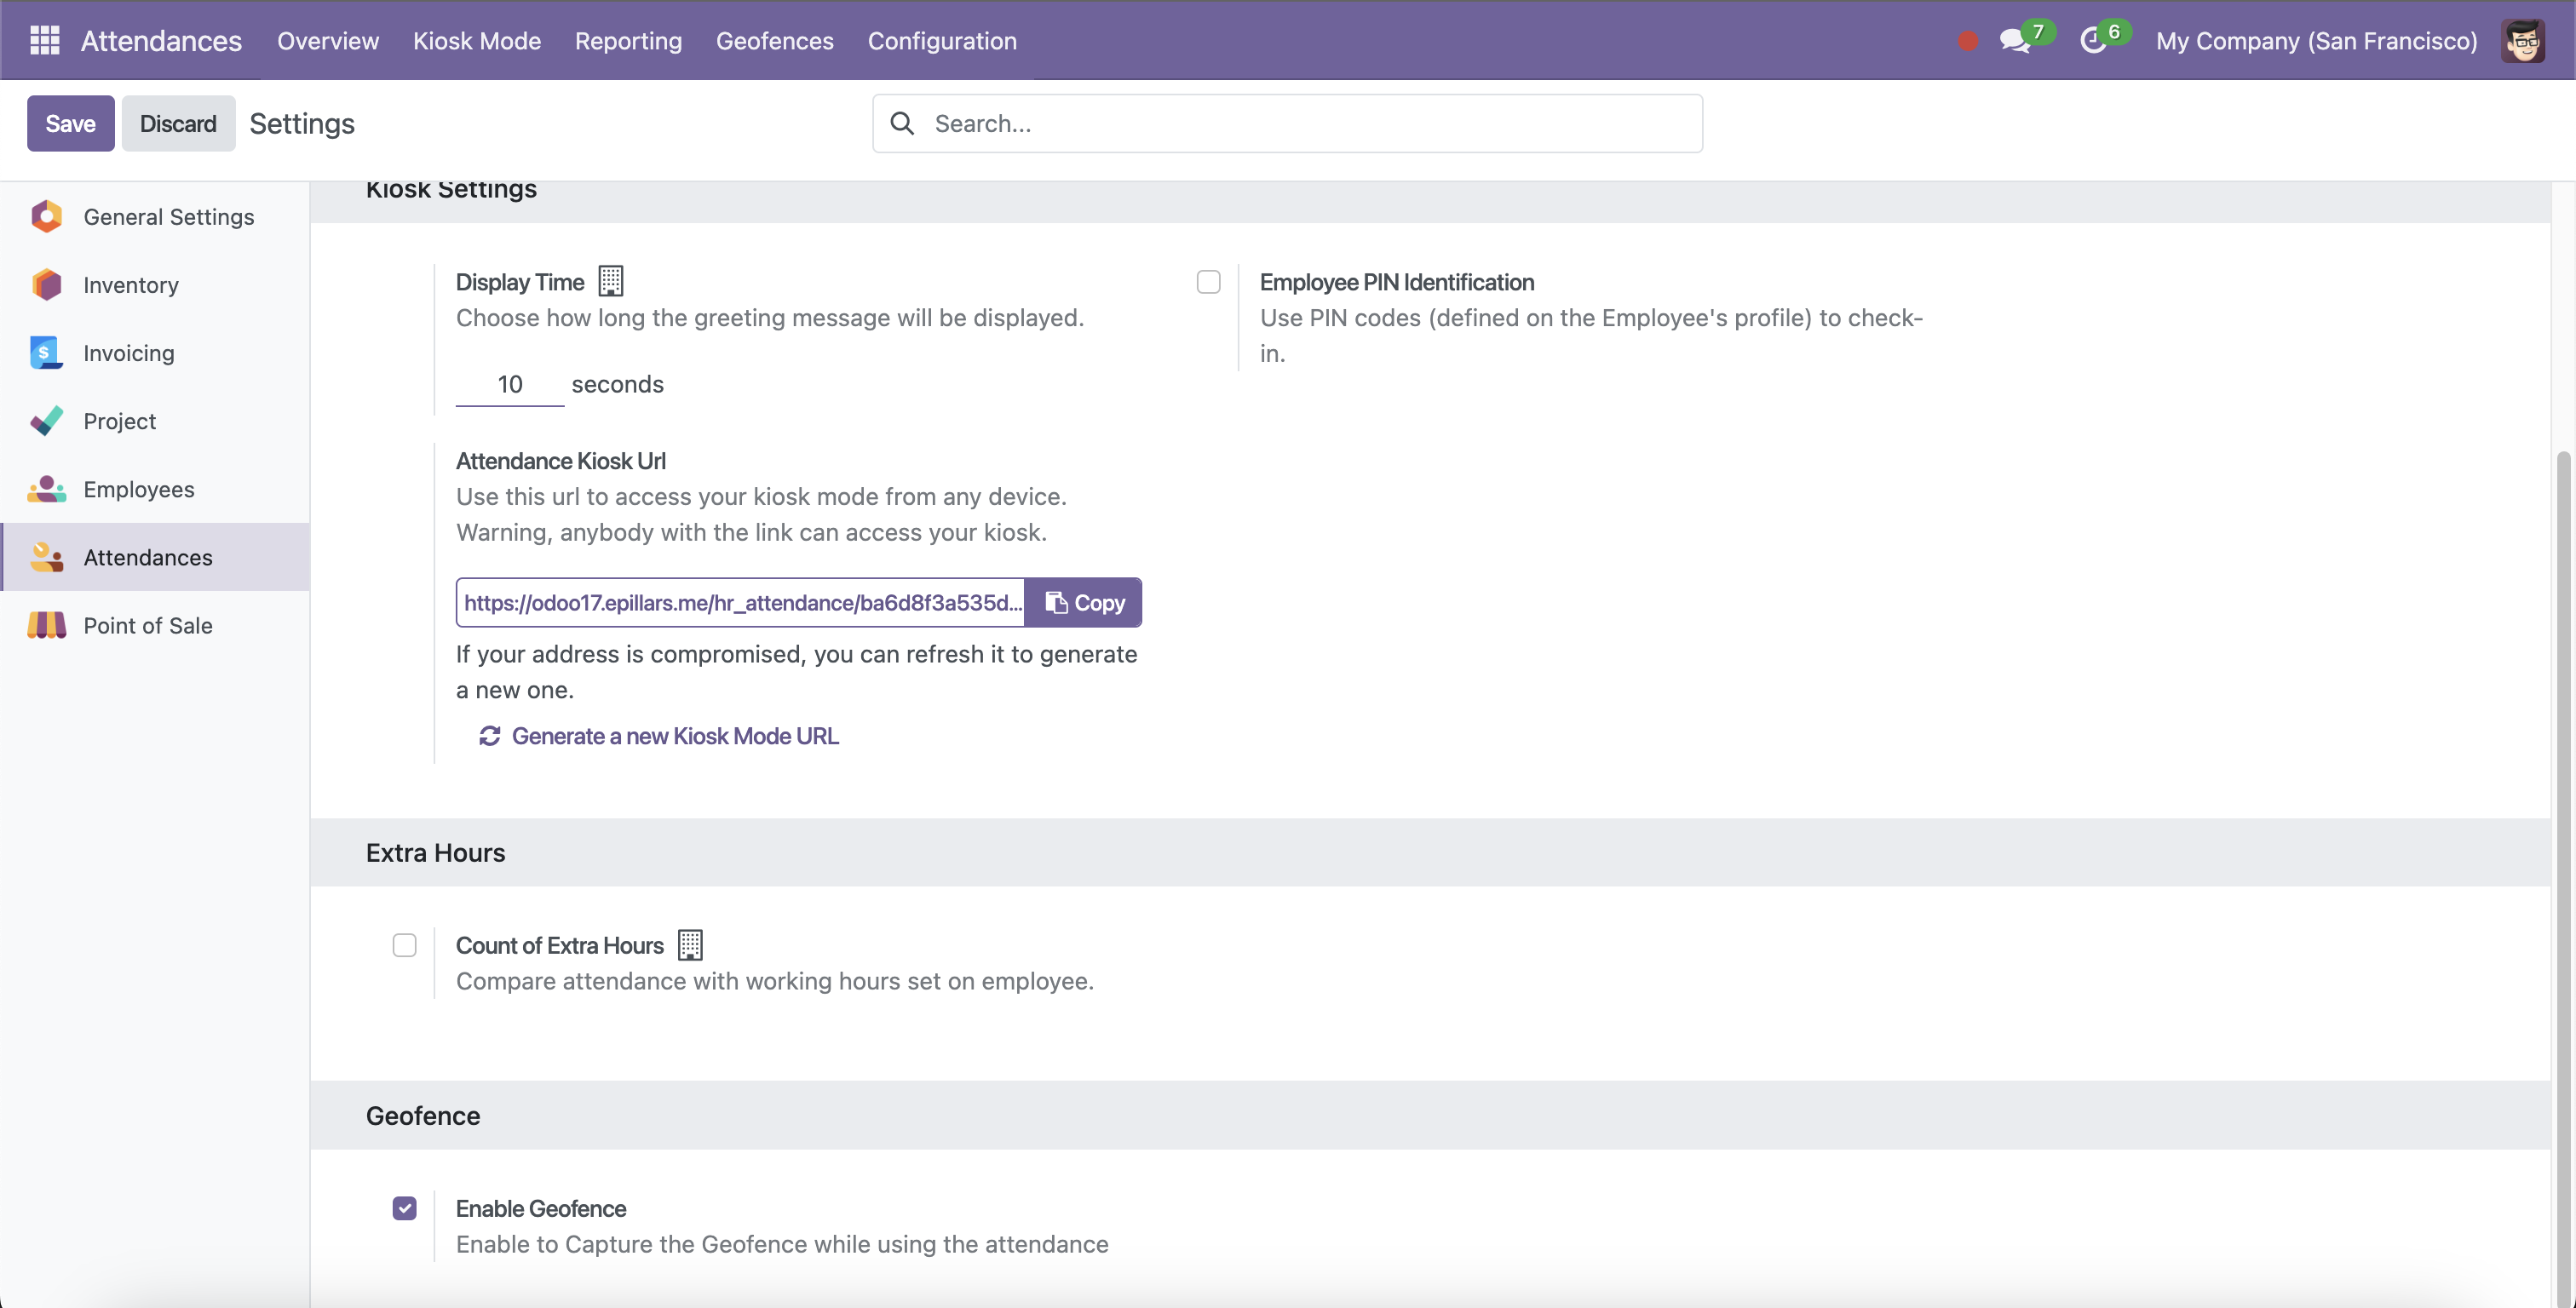 Attendances Overview Kiosk Mode Reporting Geofences Configuration 7 6 My Company (San Francisco)
Save Discard Settings Search...
General Settings
Inventory
Invoicing
Project
Employees
Attendances
Point of Sale
Kiosk Settings
Display Time
Choose how long the greeting message will be displayed.
10 seconds
Employee PIN Identification
Use PIN codes (defined on the Employee's profile) to check-
in.
Attendance Kiosk Url
Use this url to access your kiosk mode from any device.
Warning, anybody with the link can access your kiosk.
https://odoo17.epillars.me/hr_attendance/ba6d8f3a535d... Copy
If your address is compromised, you can refresh it to generate
a new one.
Generate a new Kiosk Mode URL
Extra Hours
Count of Extra Hours
Compare attendance with working hours set on employee.
Geofence
Enable Geofence
Enable to Capture the Geofence while using the attendance